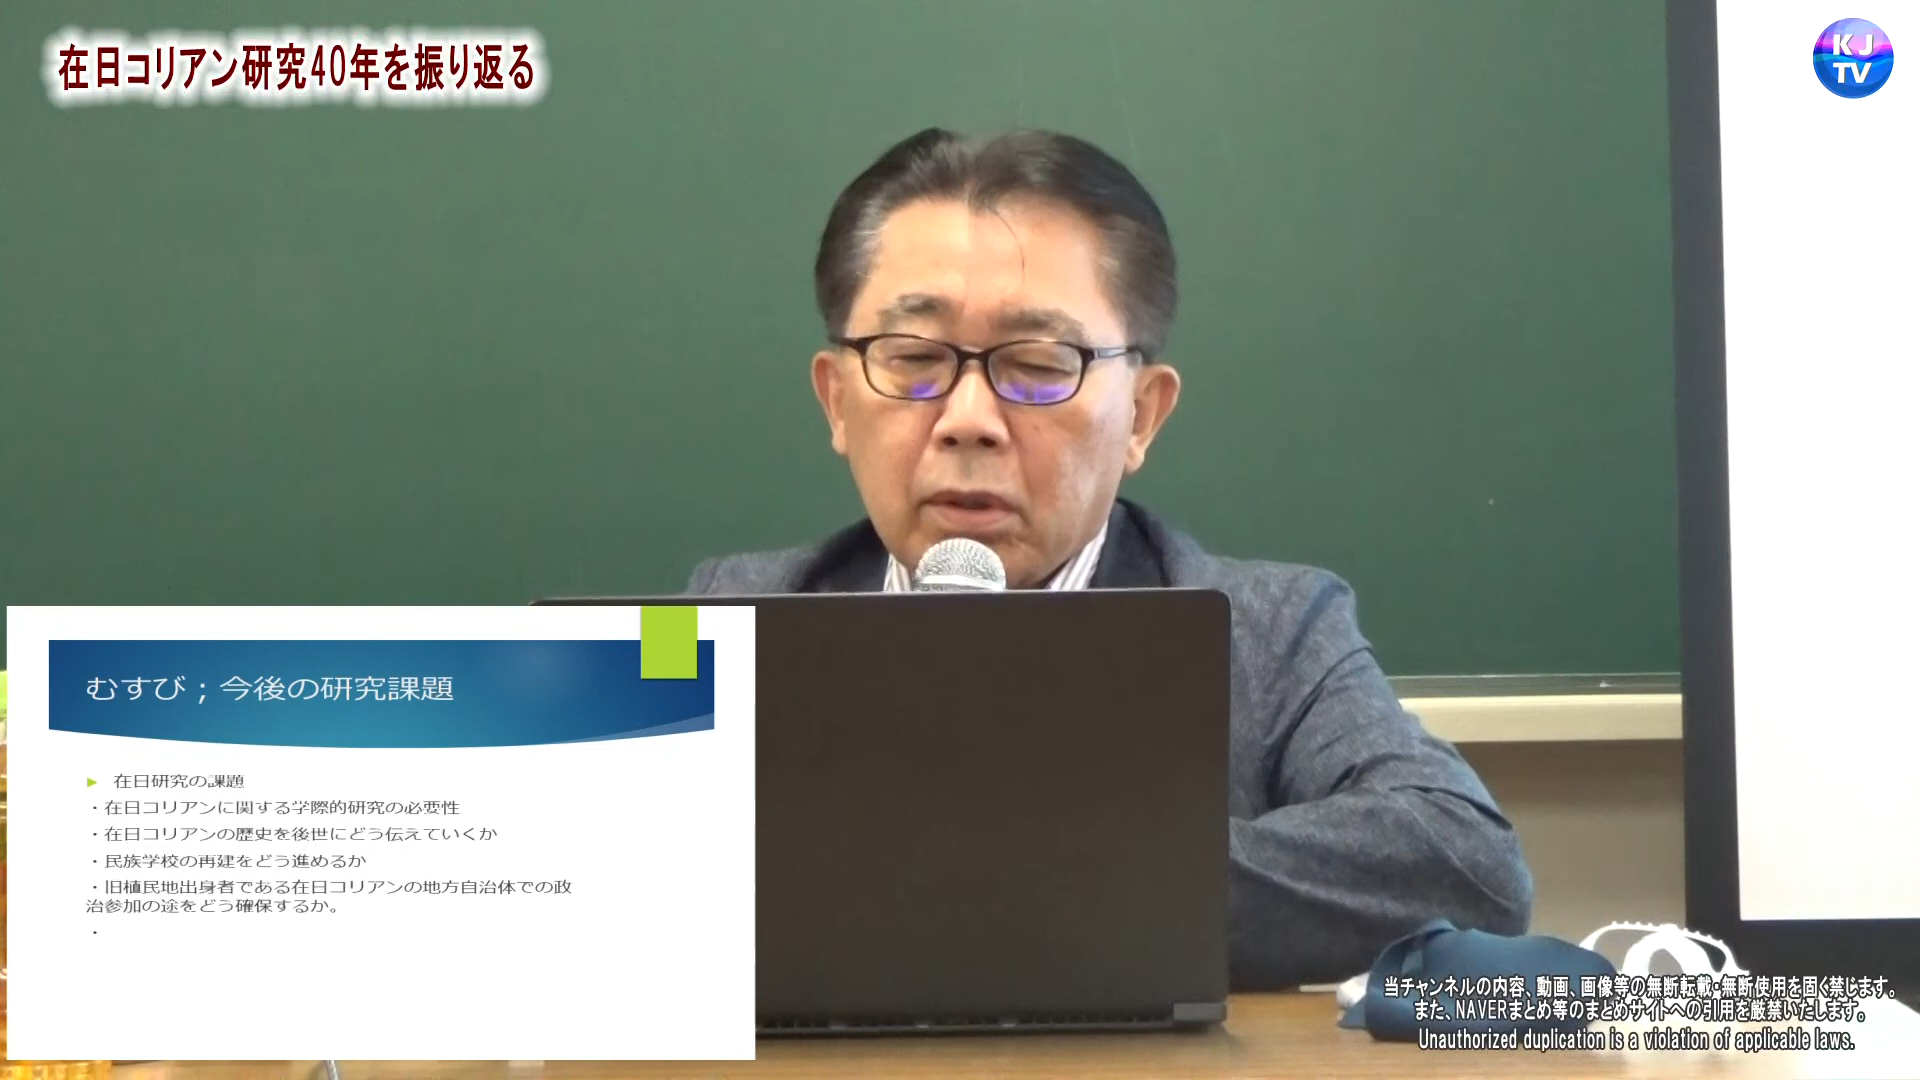 在日コリアン研究40年を振り返る
KJ
TV
むすび；今後の研究課題
在日研究の課題
・在日コリアンに関する学際的研究の必要性
・在日コリアンの歴史を後世にどう伝えていくか
・民族学校の再建をどう進めるか
・旧植民地出身者である在日コリアンの地方自治体での政
治参加の途をどう確保するか。
・
当チャンネルの内容、動画、画像等の無断転載・無断使用を固く禁じます。
また、NAVERまとめ等のまとめサイトへの引用を厳禁いたします。
Unauthorized duplication is a violation of applicable laws.